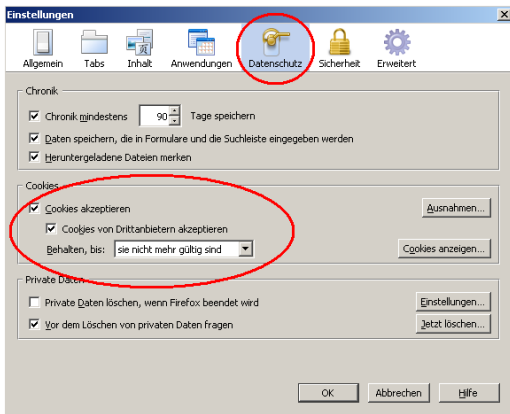 Einstellungen
Allgemein Tabs Inhalt Anwendungen Datenschutz Sicherheit Erweitert
Chronik
Chronik mindestens 90 Tage speichern
Daten speichern, die in Formulare und die Suchleiste eingegeben werden
Heruntergeladene Dateien merken
Cookies
Cookies akzeptieren Ausnahmen...
Cookies von Drittanbietern akzeptieren
Behalten, bis: sie nicht mehr gültig sind Cookies anzeigen...
Private Daten
Private Daten löschen, wenn Firefox beendet wird Einstellungen...
Vor dem Löschen von privaten Daten fragen Jetzt löschen...
OK Abbrechen Hilfe